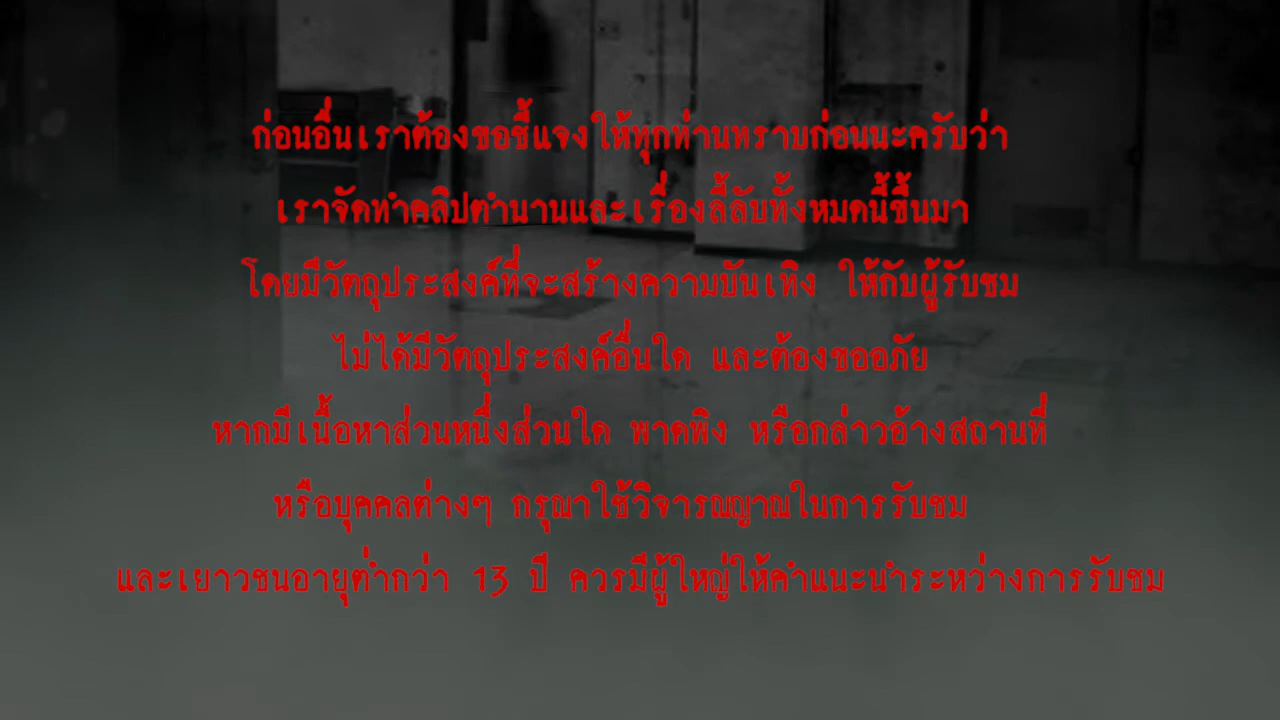 ก่อนอื่นเราต้องขอชี้แจงให้ทุกท่านทราบก่อนนะครับว่า
เราจัดทำคลิปตำนานและเรื่องลี้ลับทั้งหมดนี้ขึ้นมา
โดยมีวัตถุประสงค์ที่จะสร้างความบันเทิง ให้กับผู้รับชม
ไม่ได้มีวัตถุประสงค์อื่นใด และต้องขออภัย
หากมีเนื้อหาส่วนหนึ่งส่วนใด พาดพิง หรือกล่าวอ้างสถานที่
หรือบุคคลต่างๆ กรุณาใช้วิจารณญาณในการรับชม
และเยาวชนอายุต่ำกว่า 13 ปี ควรมีผู้ใหญ่ให้คำแนะนำระหว่างการรับชม